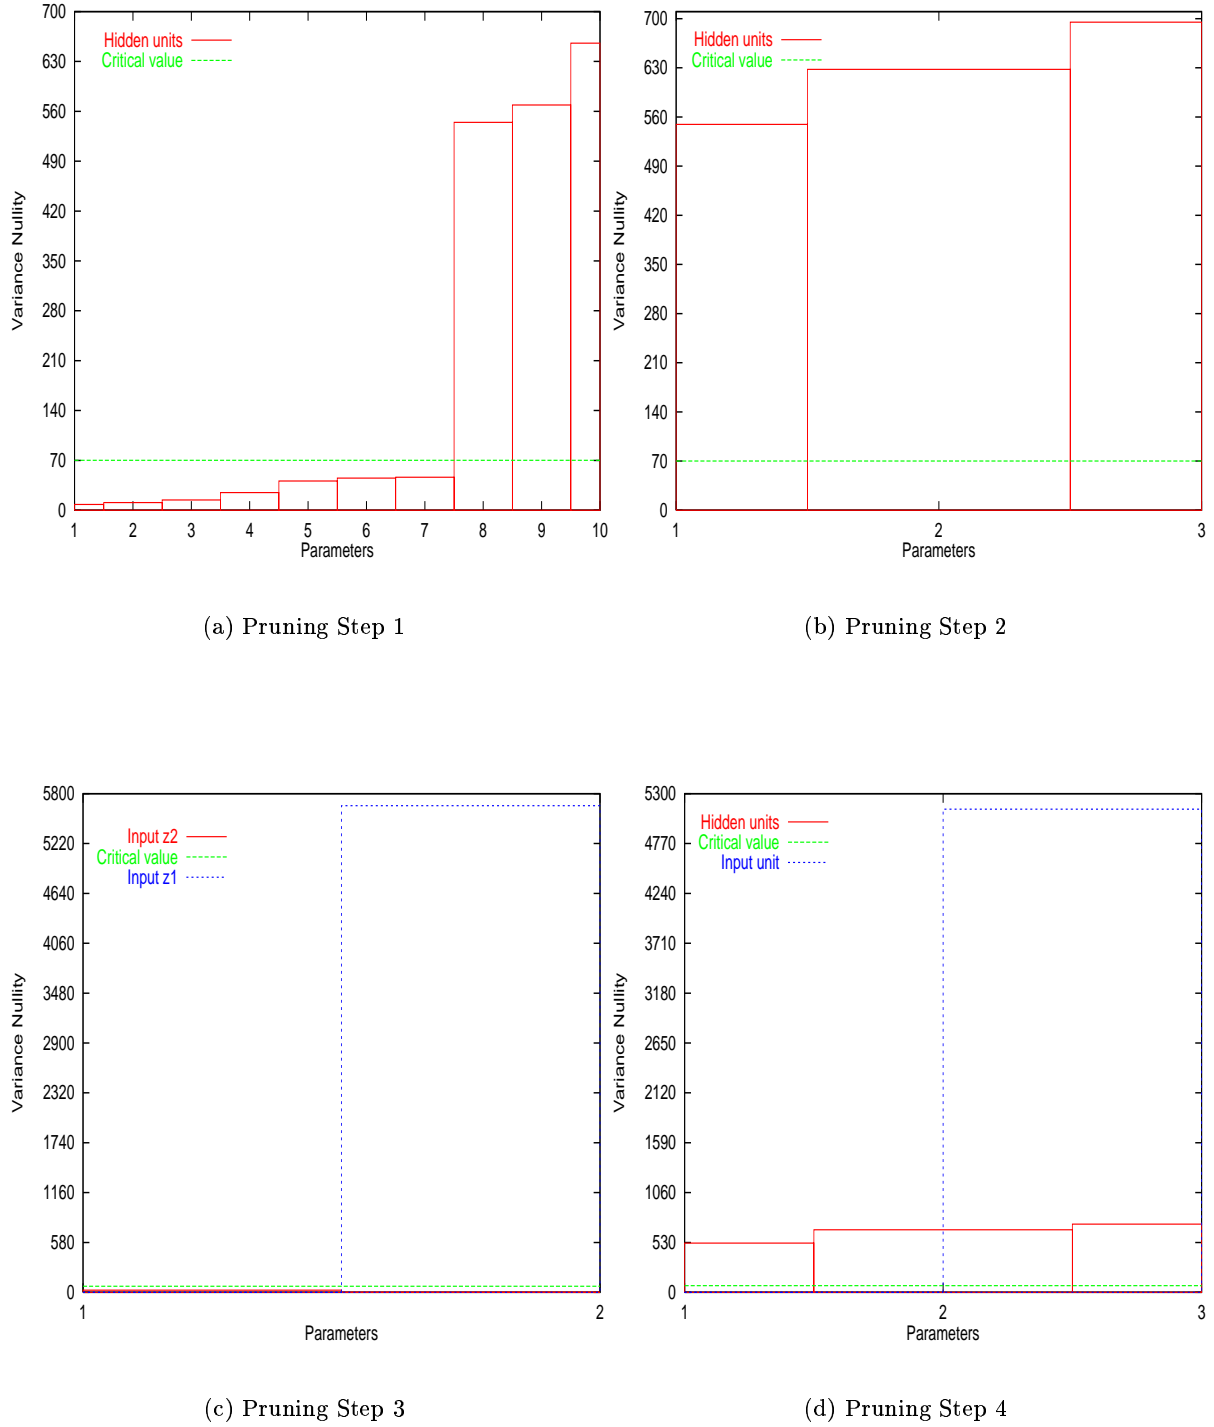 700
630
560
490
420
350
280
210
140
70
0
Variance Nullity
Hidden units
Critical value
1 2 3 4 5 6 7 8 9 10
Parameters
(a) Pruning Step 1
700
630
560
490
420
350
280
210
140
70
0
Variance Nullity
Hidden units
Critical value
1 2 3
Parameters
(b) Pruning Step 2
5800
5220
4640
4060
3480
2900
2320
1740
1160
580
0
Variance Nullity
Input z2
Critical value
Input z1
1 2
Parameters
(c) Pruning Step 3
5300
4770
4240
3710
3180
2650
2120
1590
1060
530
0
Variance Nullity
Hidden units
Critical value
Input unit
1 2 3
Parameters
(d) Pruning Step 4